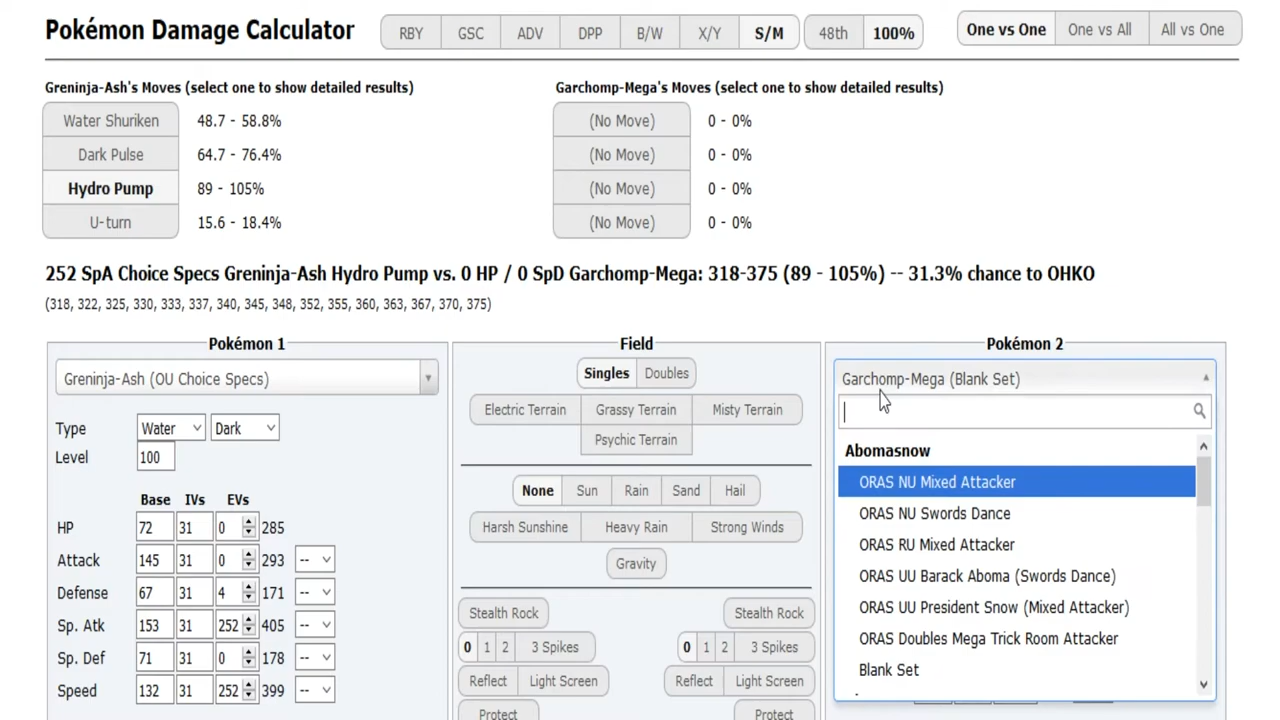 Pokémon Damage Calculator
RBY GSC ADV DPP B/W X/Y S/M 48th 100% One vs One One vs All All vs One
Greninja-Ash's Moves (select one to show detailed results)
Water Shuriken 48.7 - 58.8%
Dark Pulse 64.7 - 76.4%
Hydro Pump 89 - 105%
U-turn 15.6 - 18.4%
Garchomp-Mega's Moves (select one to show detailed results)
(No Move) 0 - 0%
(No Move) 0 - 0%
(No Move) 0 - 0%
(No Move) 0 - 0%
252 SpA Choice Specs Greninja-Ash Hydro Pump vs. 0 HP / 0 SpD Garchomp-Mega: 318-375 (89 - 105%) -- 31.3% chance to OHKO
(318, 322, 325, 330, 333, 337, 340, 345, 348, 352, 355, 360, 363, 367, 370, 375)
Pokémon 1
Greninja-Ash (OU Choice Specs)
Type Water Dark
Level 100
Base IVs EVs
HP 72 31 0 285
Attack 145 31 0 293 --
Defense 67 31 4 171 --
Sp. Atk 153 31 252 405 --
Sp. Def 71 31 0 178 --
Speed 132 31 252 399 --
Field
Singles Doubles
Electric Terrain Grassy Terrain Misty Terrain
Psychic Terrain
None Sun Rain Sand Hail
Harsh Sunshine Heavy Rain Strong Winds
Gravity
Stealth Rock Stealth Rock
0 1 2 3 Spikes 0 1 2 3 Spikes
Reflect Light Screen Reflect Light Screen
Protect Protect
Pokémon 2
Garchomp-Mega (Blank Set)
Abomasnow
ORAS NU Mixed Attacker
ORAS NU Swords Dance
ORAS RU Mixed Attacker
ORAS UU Barack Aboma (Swords Dance)
ORAS UU President Snow (Mixed Attacker)
ORAS Doubles Mega Trick Room Attacker
Blank Set